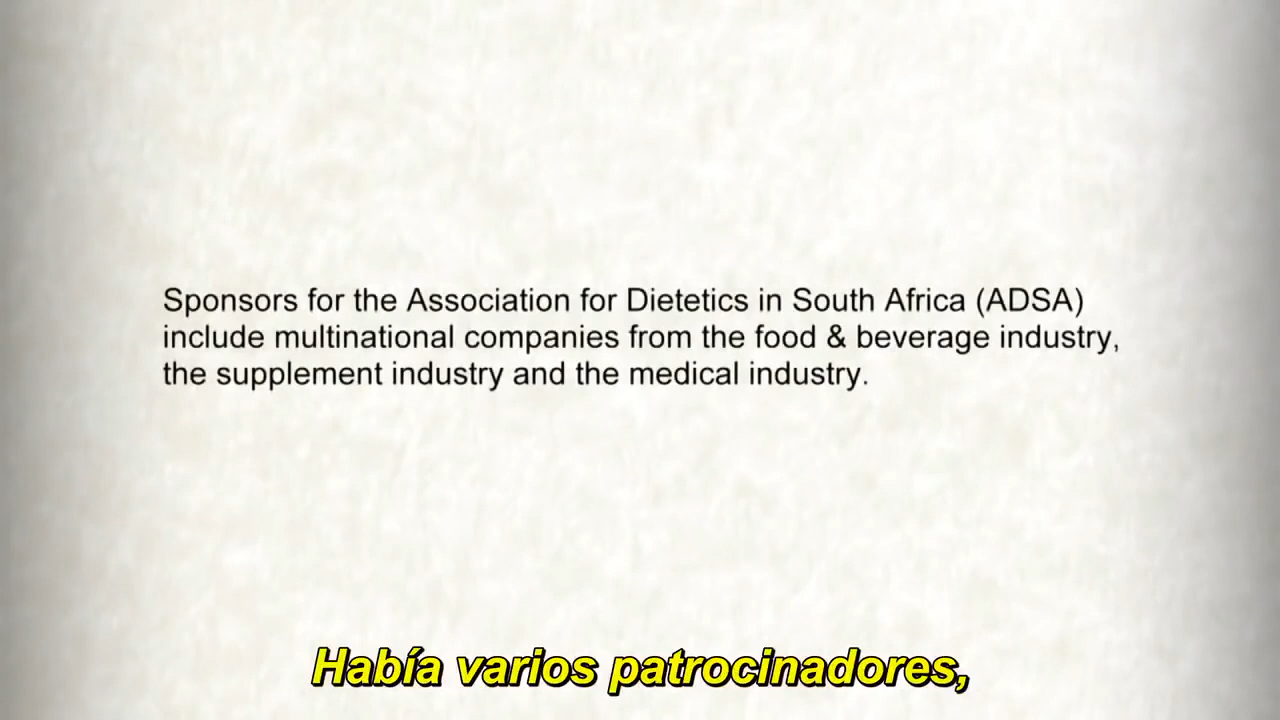 Sponsors for the Association for Dietetics in South Africa (ADSA)
include multinational companies from the food & beverage industry,
the supplement industry and the medical industry.
Había varios patrocinadores,